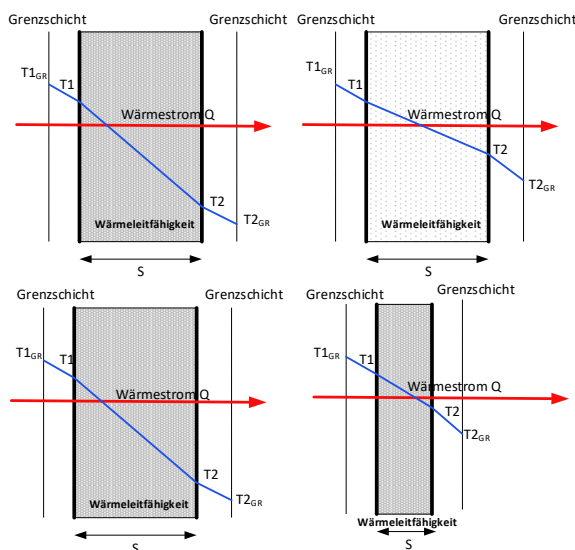 Grenzschicht
Grenzschicht
T1GR
T1
Wärmestrom Q
T2
T2GR
Wärmeleitfähigkeit
S
Grenzschicht
Grenzschicht
T1GR
T1
Wärmestrom Q
T2
T2GR
Wärmeleitfähigkeit
S
Grenzschicht
Grenzschicht
T1GR
T1
Wärmestrom Q
T2
T2GR
Wärmeleitfähigkeit
S
Grenzschicht
Grenzschicht
T1GR
T1
Wärmestrom Q
T2
T2GR
Wärmeleitfähigkeit
S